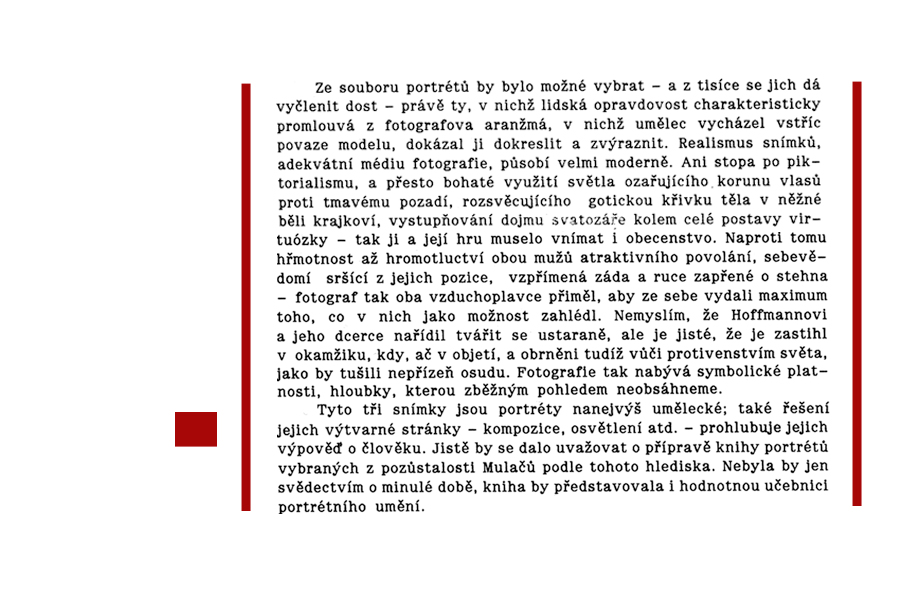 Ze souboru portrétů by bylo možné vybrat – a z tisíce se jich dá
vyčlenit dost – právě ty, v nichž lidská opravdovost charakteristicky
promlouvá z fotografova aranžmá, v nichž umělec vycházel vstříc
povaze modelu, dokázal ji dokreslit a zvýraznit. Realismus snímků,
adekvátní médiu fotografie, působí velmi moderně. Ani stopa po pik–
torialismu, a přesto bohaté využití světla ozařujícího korunu vlasů
proti tmavému pozadí, rozsvěcujícího gotickou křivku těla v něžné
běli krajkoví, vystupňování dojmu svatozáře kolem celé postavy vir–
tuózky – tak ji a její hru muselo vnímat i obecenstvo. Naproti tomu
hřmotnost až hromotluctví obou mužů atraktivního povolání, sebevě–
domí sršící z jejich pozice, vzpřímená záda a ruce zapřené o stehna
– fotograf tak oba vzduchoplavce přiměl, aby ze sebe vydali maximum
toho, co v nich jako možnost zahlédl. Nemyslím, že Hoffmannovi
a jeho dcerce nařídil tvářit se ustaraně, ale je jisté, že je zastihl
v okamžiku, kdy, ač v objetí, a obrněni tudíž vůči protivenstvím světa,
jako by tušili nepřízeň osudu. Fotografie tak nabývá symbolické plat–
nosti, hloubky, kterou zběžným pohledem neobsáhneme.
Tyto tři snímky jsou portréty nanejvýš umělecké; také řešení
jejich výtvarné stránky – kompozice, osvětlení atd. – prohlubuje jejich
výpověď o člověku. Jistě by se dalo uvažovat o přípravě knihy portrétů
vybraných z pozůstalosti Mulačů podle tohoto hlediska. Nebyla by jen
svědectvím o minulé době, kniha by představovala i hodnotnou učebnici
portrétního umění.